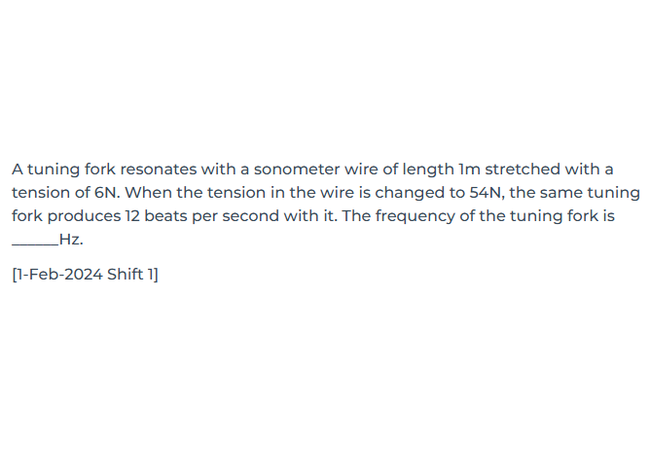 A tuning fork resonates with a sonometer wire of length 1m stretched with a
tension of 6N. When the tension in the wire is changed to 54N, the same tuning
fork produces 12 beats per second with it. The frequency of the tuning fork is
______Hz.
[1-Feb-2024 Shift 1]